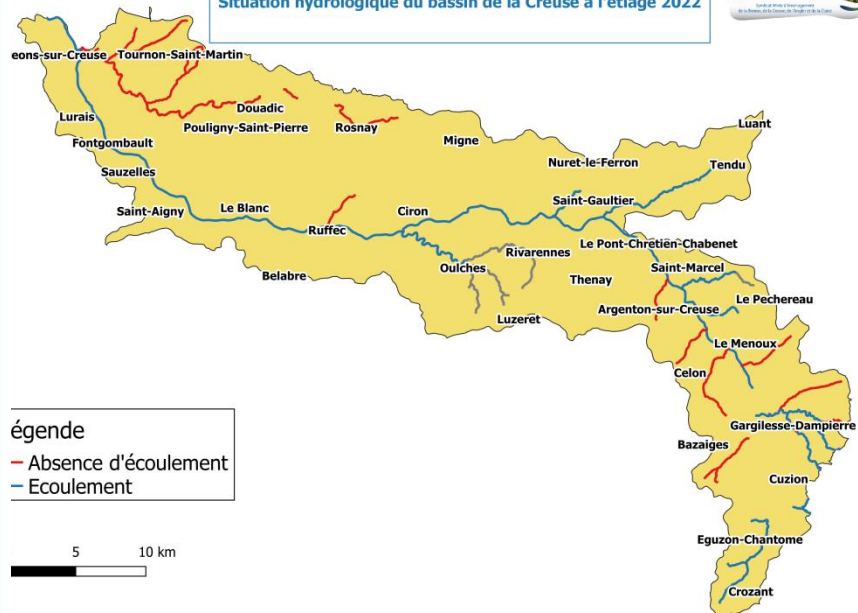 Situation hydrologique du bassin de la Creuse à l'étiage 2022
eons-sur-Creuse
Tournon-Saint-Martin
Lurais
Douadic
Pouligny-Saint-Pierre
Rosnay
Luant
Fontgombault
Migne
Nuret-le-Ferron
Tendu
Sauzelles
Saint-Aigny
Le Blanc
Ciron
Saint-Gaultier
Ruffec
Le Pont-Chrétien-Chabenet
Rivarennes
Belabre
Oulches
Thenay
Saint-Marcel
Le Pechereau
Luzeret
Argenton-sur-Creuse
Le Menoux
Celon
Gargilesse-Dampierre
Bazaiges
Cuzion
Eguzon-Chantome
Crozant
égende
Absence d'écoulement
Ecoulement
5 10 km